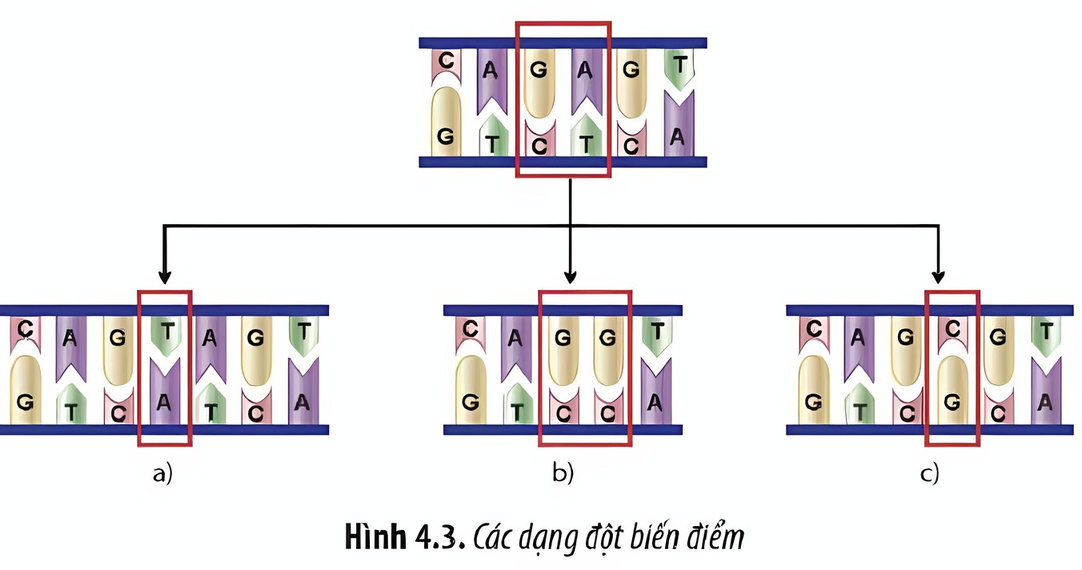 C A G A G T
G T C T C A
C A G T A G T
G T C A T C A
a)
C A G G T
G T C C A
b)
C A G C G T
G T C G C A
c)
Hình 4.3. Các dạng đột biến điểm